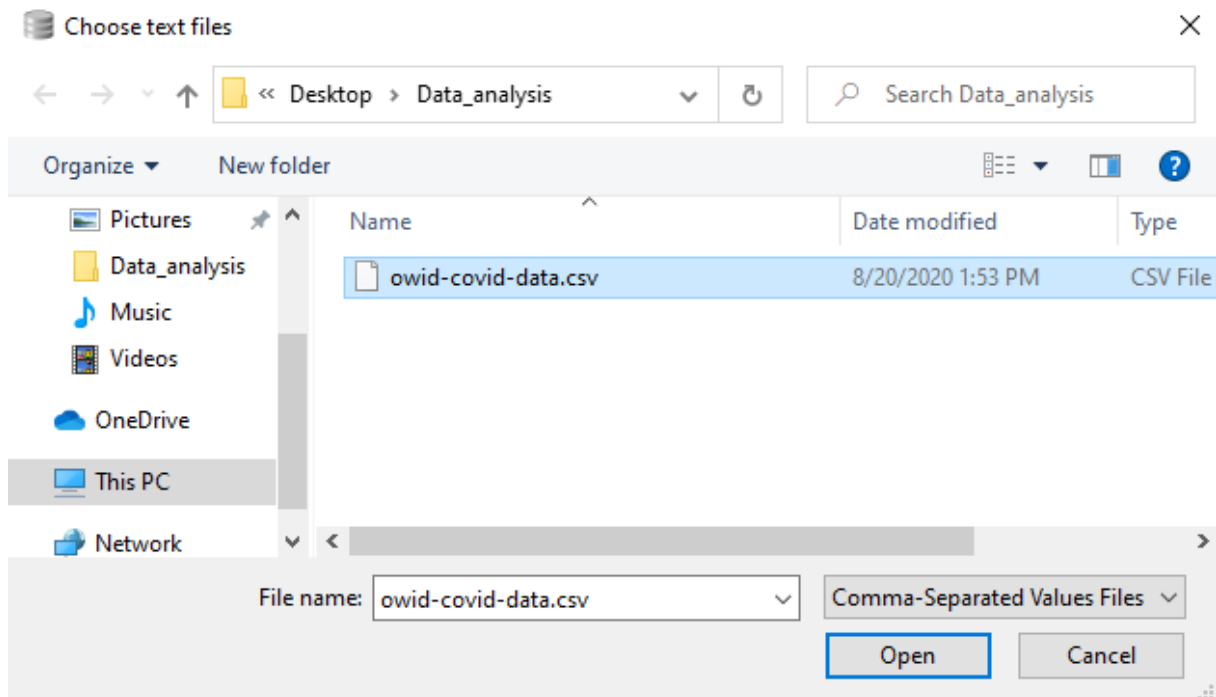 Choose text files
« Desktop > Data_analysis
Search Data_analysis
Organize
New folder
?
Name
Date modified
Type
Pictures
Data_analysis
Music
Videos
OneDrive
This PC
Network
owid-covid-data.csv
8/20/2020 1:53 PM
CSV File
File name:
owid-covid-data.csv
Comma-Separated Values Files
Open
Cancel